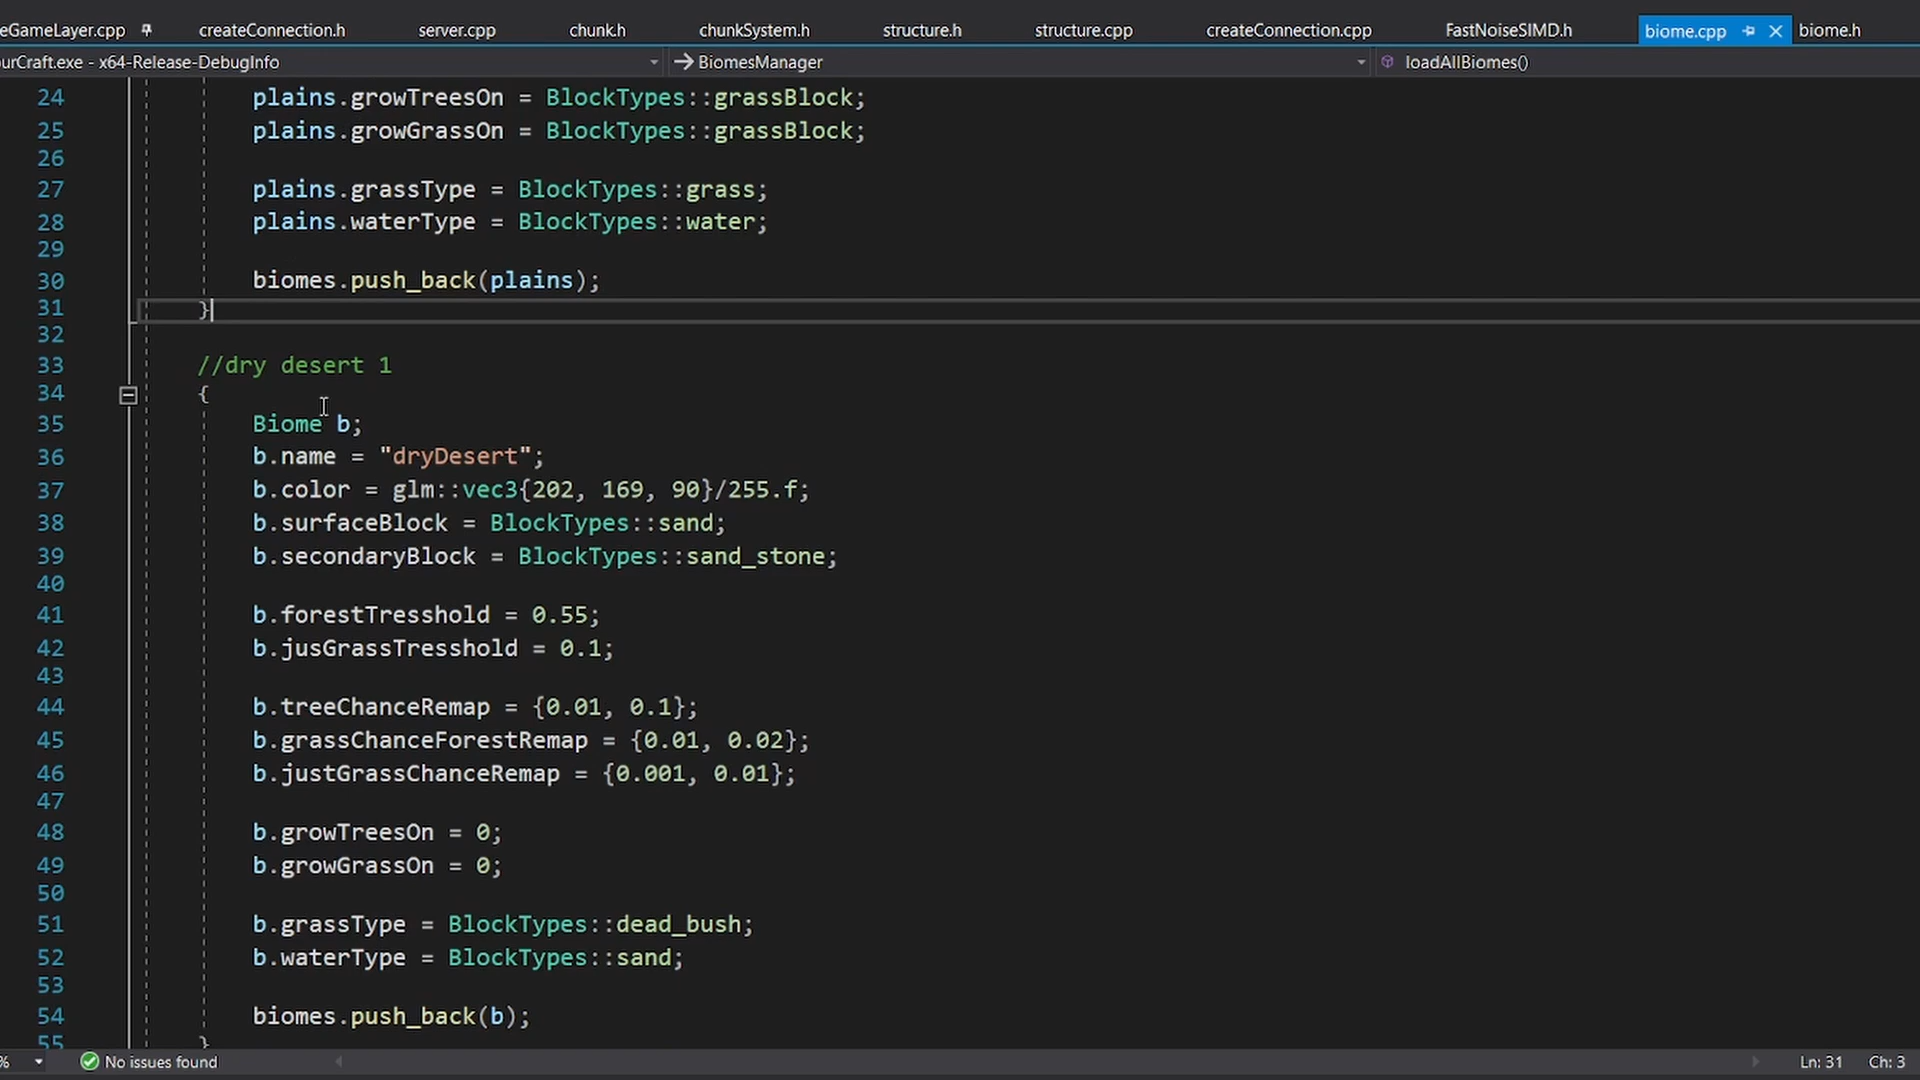 eGameLayer.cpp createConnection.h server.cpp chunk.h chunkSystem.h structure.h structure.cpp createConnection.cpp FastNoiseSIMD.h biome.cpp biome.h
urCraft.exe - x64-Release-DebugInfo BiomesManager loadAllBiomes()
24 plains.growTreesOn = BlockTypes::grassBlock;
25 plains.growGrassOn = BlockTypes::grassBlock;
26
27 plains.grassType = BlockTypes::grass;
28 plains.waterType = BlockTypes::water;
29
30 biomes.push_back(plains);
31 }
32
33 //dry desert 1
34 {
35 Biome b;
36 b.name = "dryDesert";
37 b.color = glm::vec3{202, 169, 90}/255.f;
38 b.surfaceBlock = BlockTypes::sand;
39 b.secondaryBlock = BlockTypes::sand_stone;
40
41 b.forestTresshold = 0.55;
42 b.jusGrassTresshold = 0.1;
43
44 b.treeChanceRemap = {0.01, 0.1};
45 b.grassChanceForestRemap = {0.01, 0.02};
46 b.justGrassChanceRemap = {0.001, 0.01};
47
48 b.growTreesOn = 0;
49 b.growGrassOn = 0;
50
51 b.grassType = BlockTypes::dead_bush;
52 b.waterType = BlockTypes::sand;
53
54 biomes.push_back(b);
55 }
% No issues found Ln: 31 Ch: 3